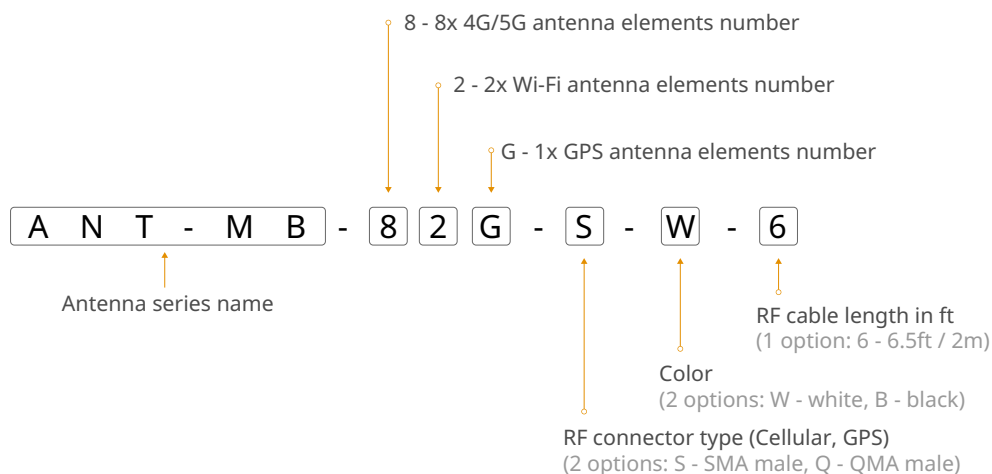 8 - 8x 4G/5G antenna elements number
2 - 2x Wi-Fi antenna elements number
G - 1x GPS antenna elements number
ANT-MB-82G-S-W-6
Antenna series name
RF cable length in ft
(1 option: 6 - 6.5ft / 2m)
Color
(2 options: W - white, B - black)
RF connector type (Cellular, GPS)
(2 options: S - SMA male, Q - QMA male)